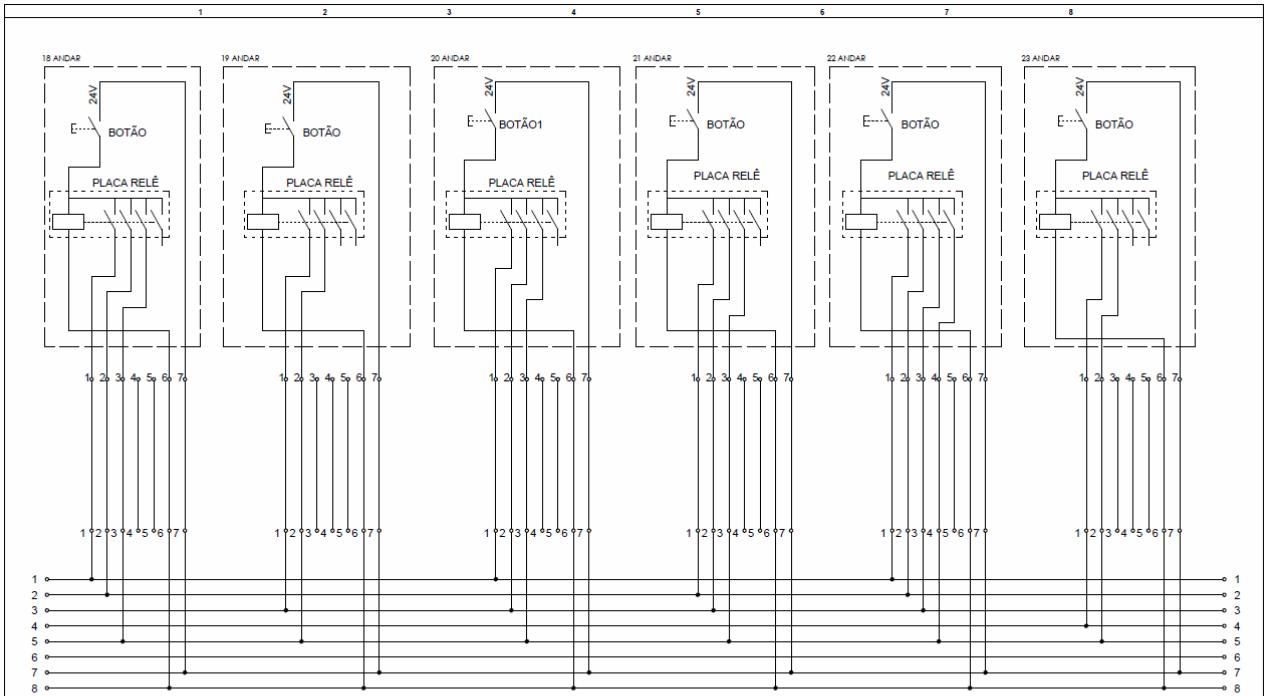 1 2 3 4 5 6 7 8
18 ANDAR 19 ANDAR 20 ANDAR 21 ANDAR 22 ANDAR 23 ANDAR
24V 24V 24V 24V 24V 24V
BOTÃO BOTÃO BOTÃO1 BOTÃO BOTÃO BOTÃO
PLACA RELÊ PLACA RELÊ PLACA RELÊ PLACA RELÊ PLACA RELÊ PLACA RELÊ
1 2 3 4 5 6 7 1 2 3 4 5 6 7 1 2 3 4 5 6 7 1 2 3 4 5 6 7 1 2 3 4 5 6 7 1 2 3 4 5 6 7
1 2 3 4 5 6 7 1 2 3 4 5 6 7 1 2 3 4 5 6 7 1 2 3 4 5 6 7 1 2 3 4 5 6 7 1 2 3 4 5 6 7
1 1
2 2
3 3
4 4
5 5
6 6
7 7
8 8